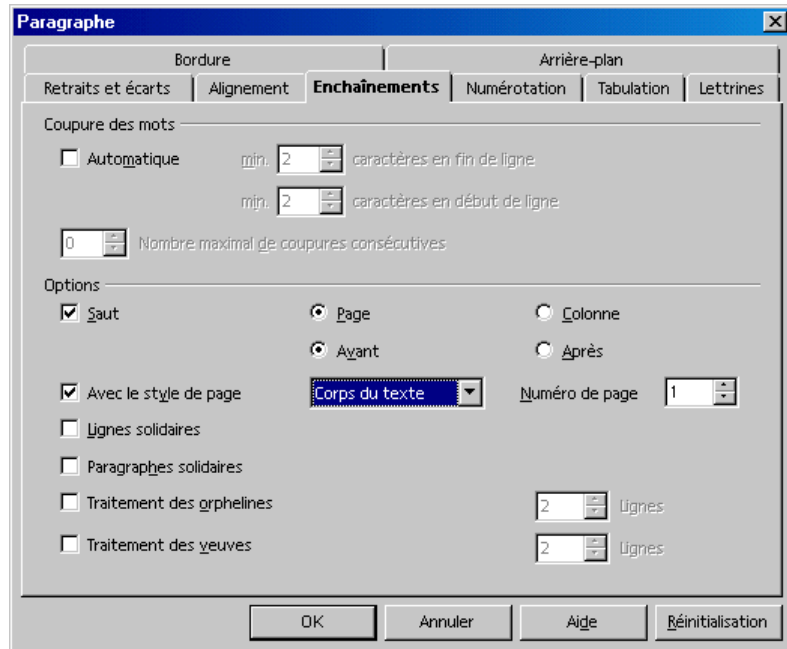 Paragraphe
Bordure Arrière-plan
Retraits et écarts Alignement Enchaînements Numérotation Tabulation Lettrines
Coupure des mots
Automatique min. 2 caractères en fin de ligne
min. 2 caractères en début de ligne
0 Nombre maximal de coupures consécutives
Options
Saut Page Colonne
Avant Après
Avec le style de page Corps du texte Numéro de page 1
Lignes solidaires
Paragraphes solidaires
Traitement des orphelines 2 Lignes
Traitement des veuves 2 Lignes
OK Annuler Aide Réinitialisation